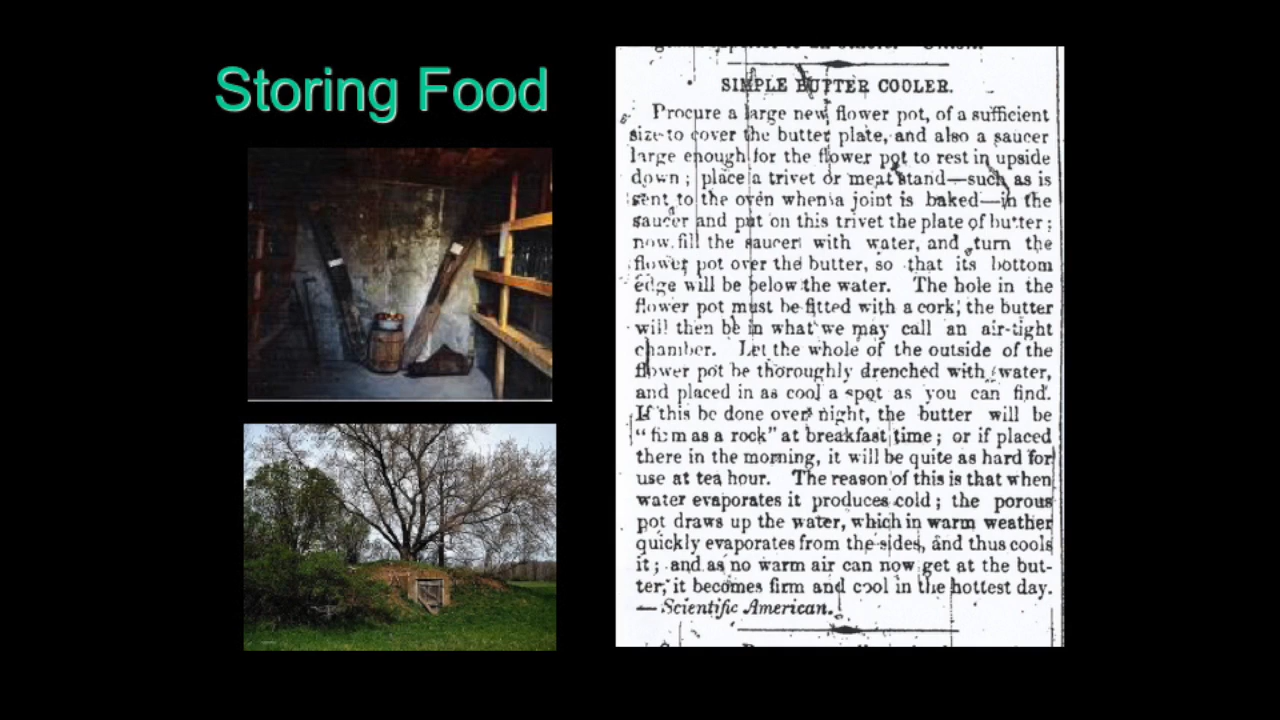 Storing Food
SIMPLE BUTTER COOLER.
Procure a large new flower pot, of a sufficient
size to cover the butter plate, and also a saucer
large enough for the flower pot to rest in upside
down; place a trivet or meat stand—such as is
sent to the oven when a joint is baked—in the
saucer and put on this trivet the plate of butter;
now fill the saucer with water, and turn the
flower pot over the butter, so that its bottom
edge will be below the water. The hole in the
flower pot must be fitted with a cork; the butter
will then be in what we may call an air-tight
chamber. Let the whole of the outside of the
flower pot be thoroughly drenched with water,
and placed in as cool a spot as you can find.
If this be done over night, the butter will be
"firm as a rock" at breakfast time; or if placed
there in the morning, it will be quite as hard for
use at tea hour. The reason of this is that when
water evaporates it produces cold; the porous
pot draws up the water, which in warm weather
quickly evaporates from the sides, and thus cools
it; and as no warm air can now get at the but-
ter, it becomes firm and cool in the hottest day.
— Scientific American.